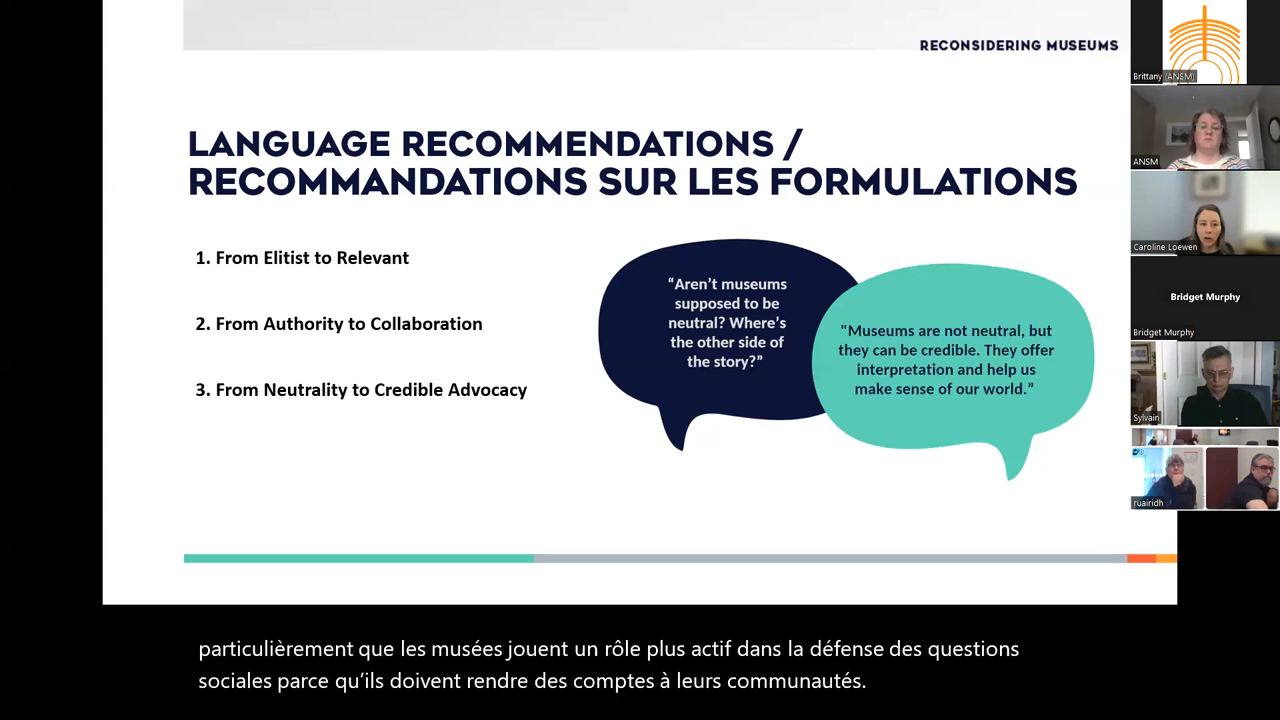 RECONSIDERING MUSEUMS
LANGUAGE RECOMMENDATIONS /
RECOMMANDATIONS SUR LES FORMULATIONS
1. From Elitist to Relevant
2. From Authority to Collaboration
3. From Neutrality to Credible Advocacy
“Aren’t museums
supposed to be
neutral? Where’s
the other side of
the story?”
"Museums are not neutral, but
they can be credible. They offer
interpretation and help us
make sense of our world.”
Brittany (ANSM)
ANSM
Caroline Loewen
Bridget Murphy
Bridget Murphy
Sylvain
ruairidh
particulièrement que les musées jouent un rôle plus actif dans la défense des questions
sociales parce qu’ils doivent rendre des comptes à leurs communautés.